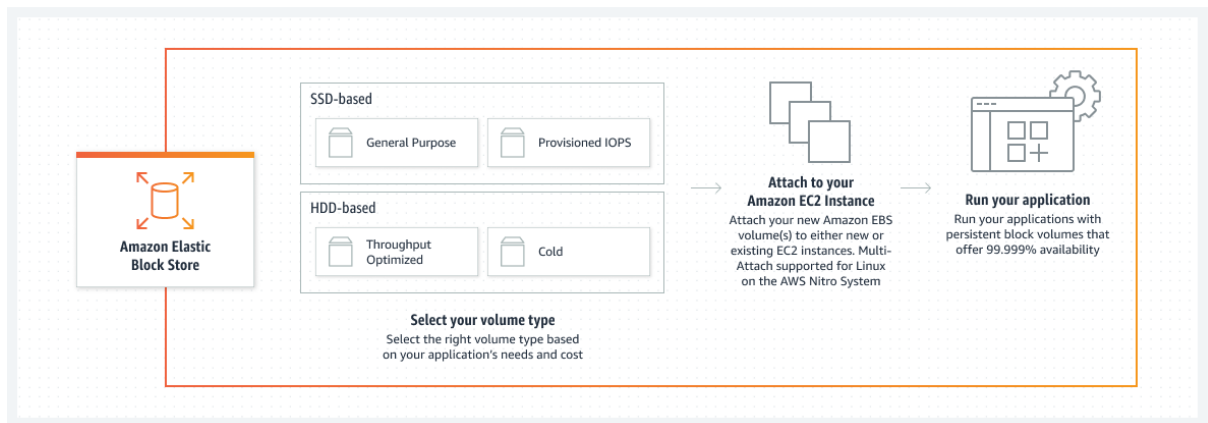 Amazon Elastic
Block Store
SSD-based
General Purpose
Provisioned IOPS
HDD-based
Throughput
Optimized
Cold
Select your volume type
Select the right volume type based
on your application's needs and cost
Attach to your
Amazon EC2 Instance
Attach your new Amazon EBS
volume(s) to either new or
existing EC2 instances. Multi-
Attach supported for Linux
on the AWS Nitro System
Run your application
Run your applications with
persistent block volumes that
offer 99.999% availability